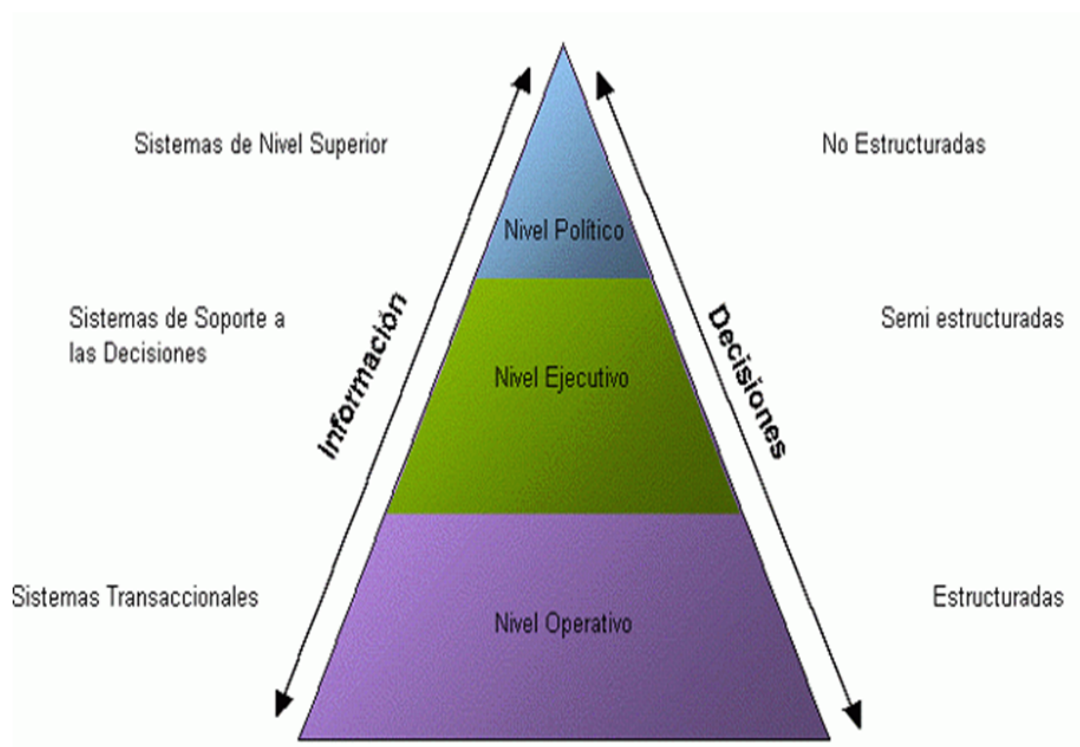 Sistemas de Nivel Superior
No Estructuradas
Nivel Político
Sistemas de Soporte a
las Decisiones
Información
Decisiones
Semi estructuradas
Nivel Ejecutivo
Sistemas Transaccionales
Estructuradas
Nivel Operativo